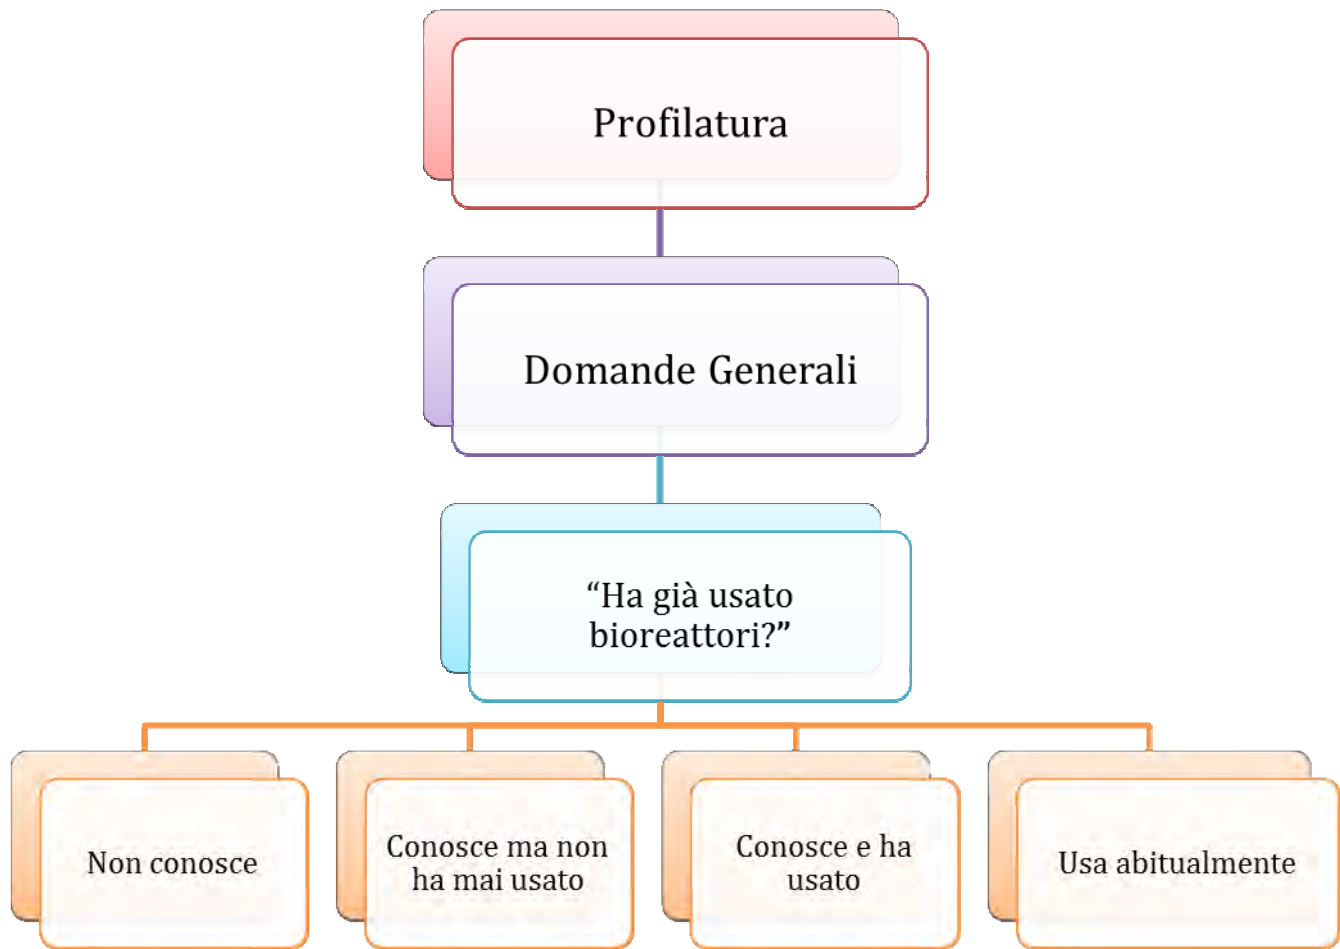 Profilatura
Domande Generali
“Ha già usato
bioreattori?”
Non conosce
Conosce ma non
ha mai usato
Conosce e ha
usato
Usa abitualmente